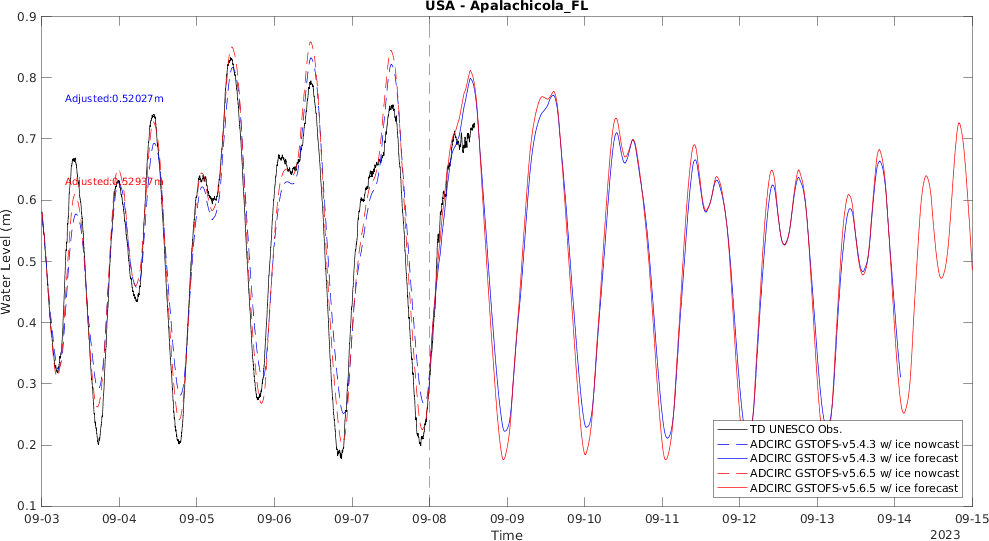 USA - Apalachicola_FL
0.9
0.8
Adjusted:0.52027m
0.7
Adjusted:0.52937m
0.6
0.5
0.4
0.3
0.2
0.1
Water Level (m)
TD UNESCO Obs.
ADCIRC GSTOFS-v5.4.3 w/ ice nowcast
ADCIRC GSTOFS-v5.4.3 w/ ice forecast
ADCIRC GSTOFS-v5.6.5 w/ ice nowcast
ADCIRC GSTOFS-v5.6.5 w/ ice forecast
09-03 09-04 09-05 09-06 09-07 09-08 09-09 09-10 09-11 09-12 09-13 09-14 09-15
Time
2023